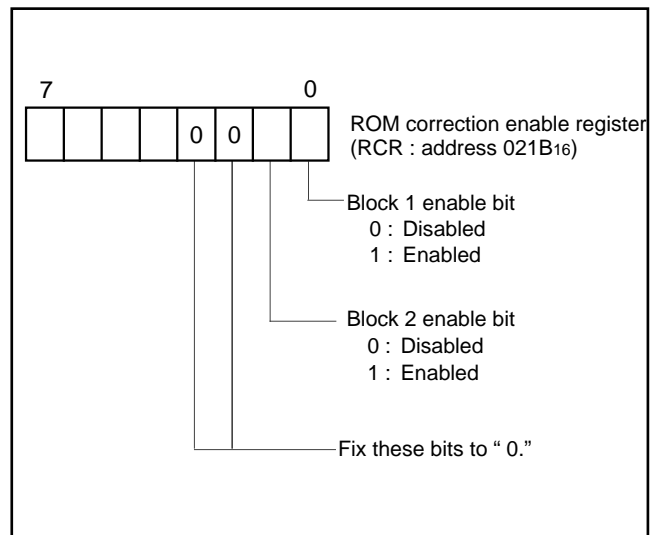 7 0
0 0
ROM correction enable register
(RCR : address 021B16)
Block 1 enable bit
0 : Disabled
1 : Enabled
Block 2 enable bit
0 : Disabled
1 : Enabled
Fix these bits to “ 0.”